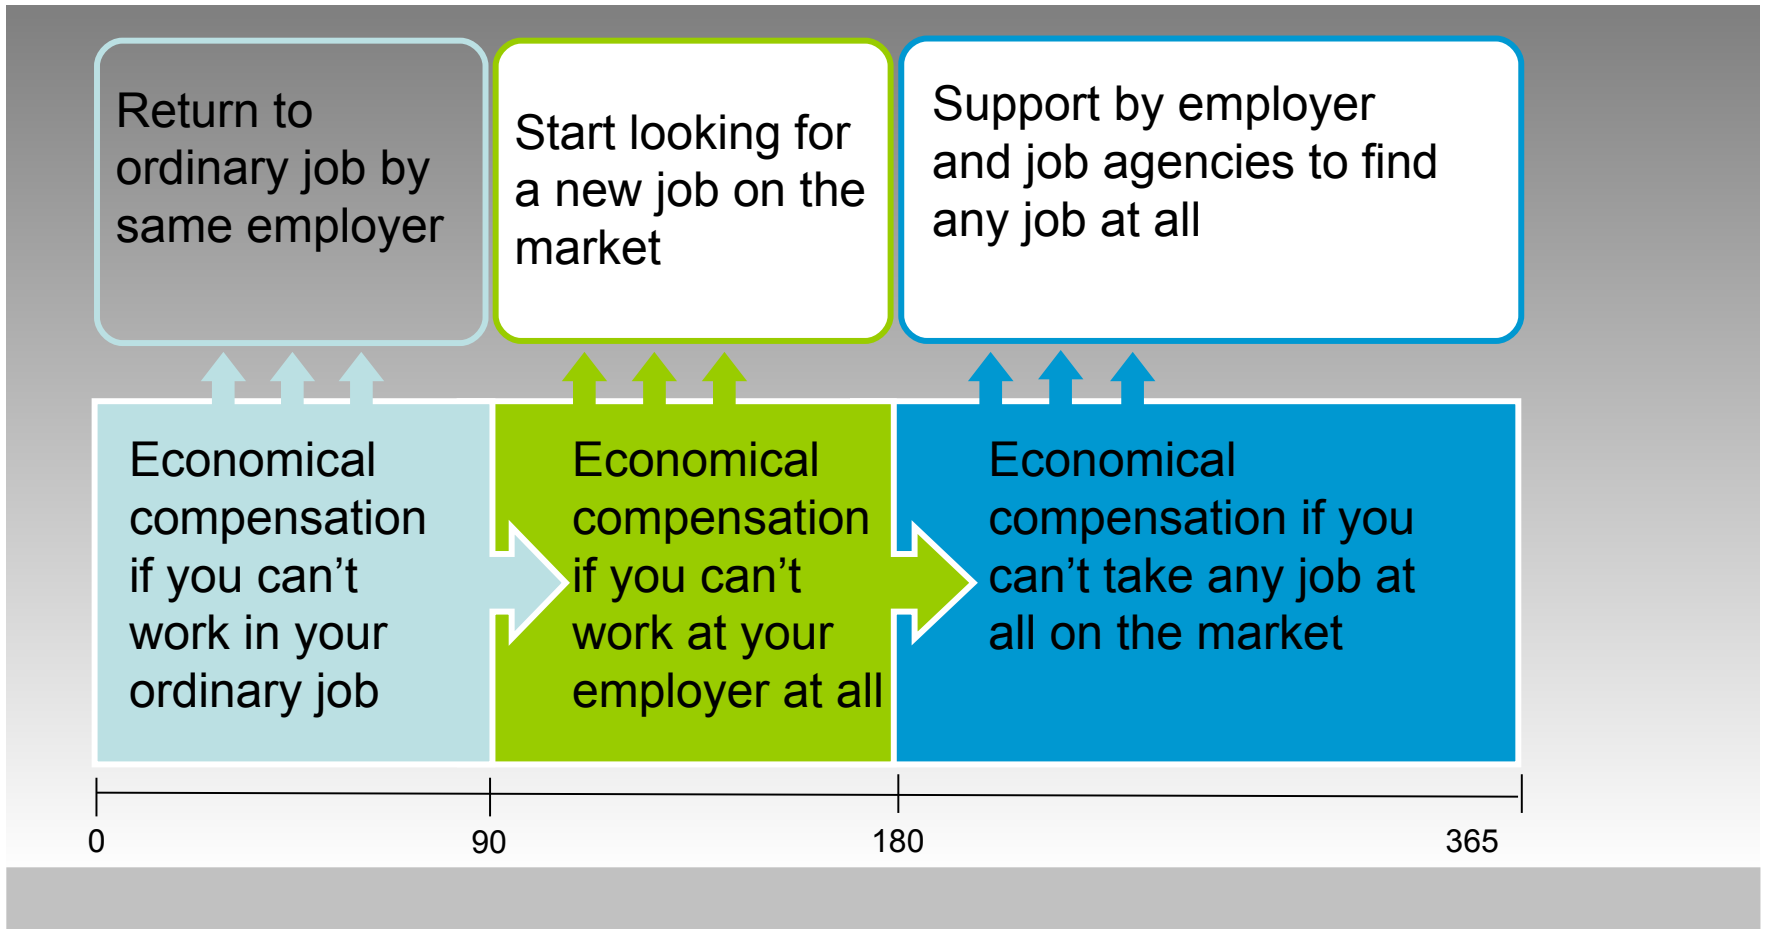 Return to
ordinary job by
same employer
Start looking for
a new job on the
market
Support by employer
and job agencies to find
any job at all
Economical
compensation
if you can’t
work in your
ordinary job
Economical
compensation
if you can’t
work at your
employer at all
Economical
compensation if you
can’t take any job at
all on the market
0
90
180
365